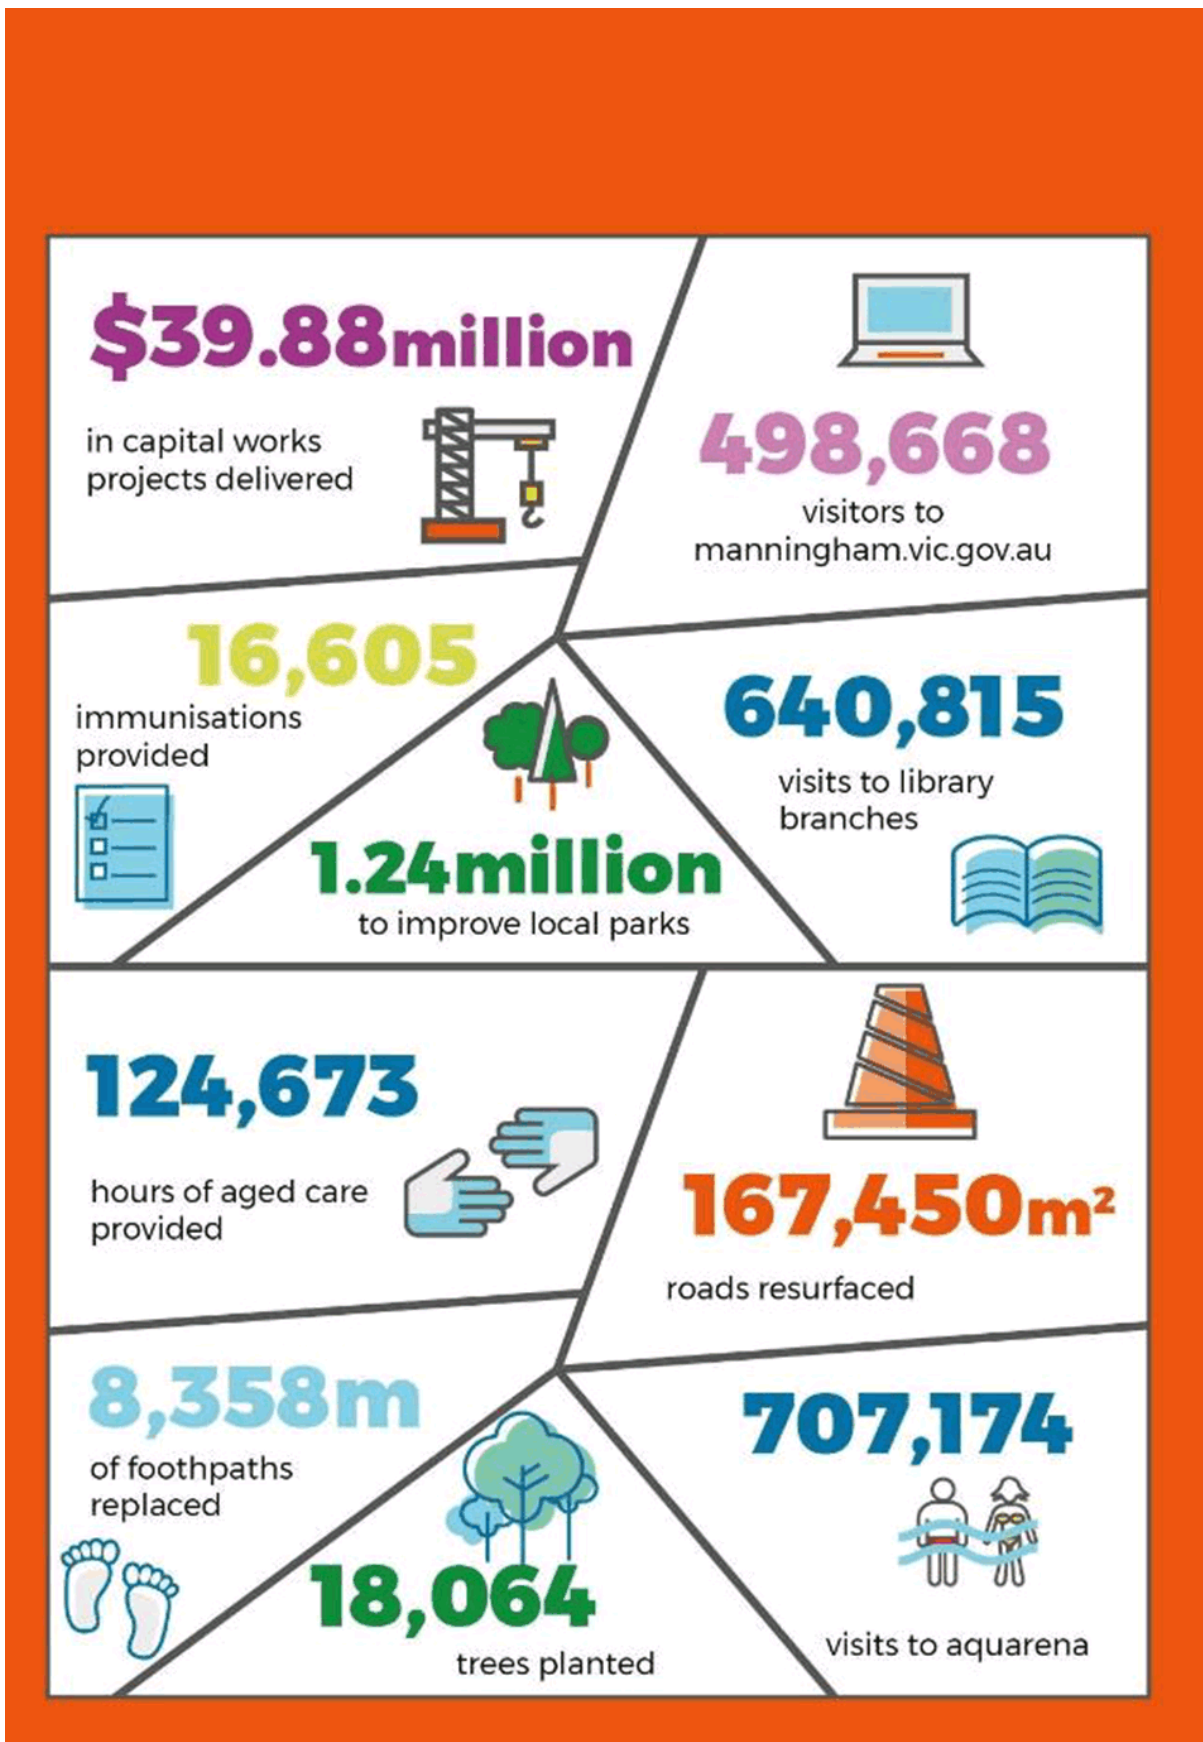 $39.88million
in capital works
projects delivered
498,668
visitors to
manningham.vic.gov.au
16,605
immunisations
provided
1.24million
to improve local parks
640,815
visits to library
branches
124,673
hours of aged care
provided
167,450m²
roads resurfaced
8,358m
of foothpaths
replaced
18,064
trees planted
707,174
visits to aquarena